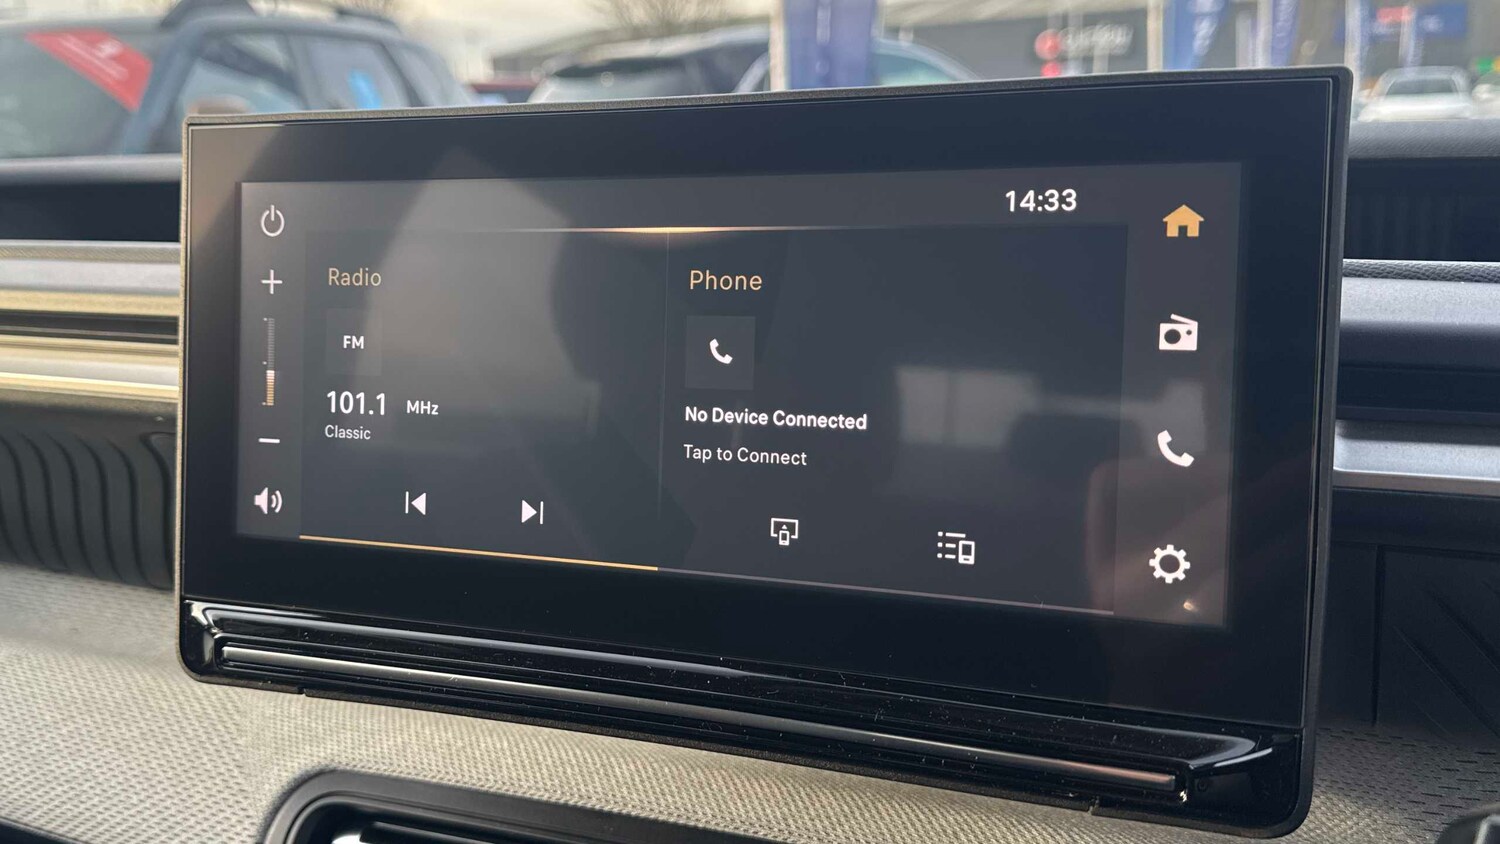 14:33
Radio
FM
101.1 MHz
Classic
Phone
No Device Connected
Tap to Connect